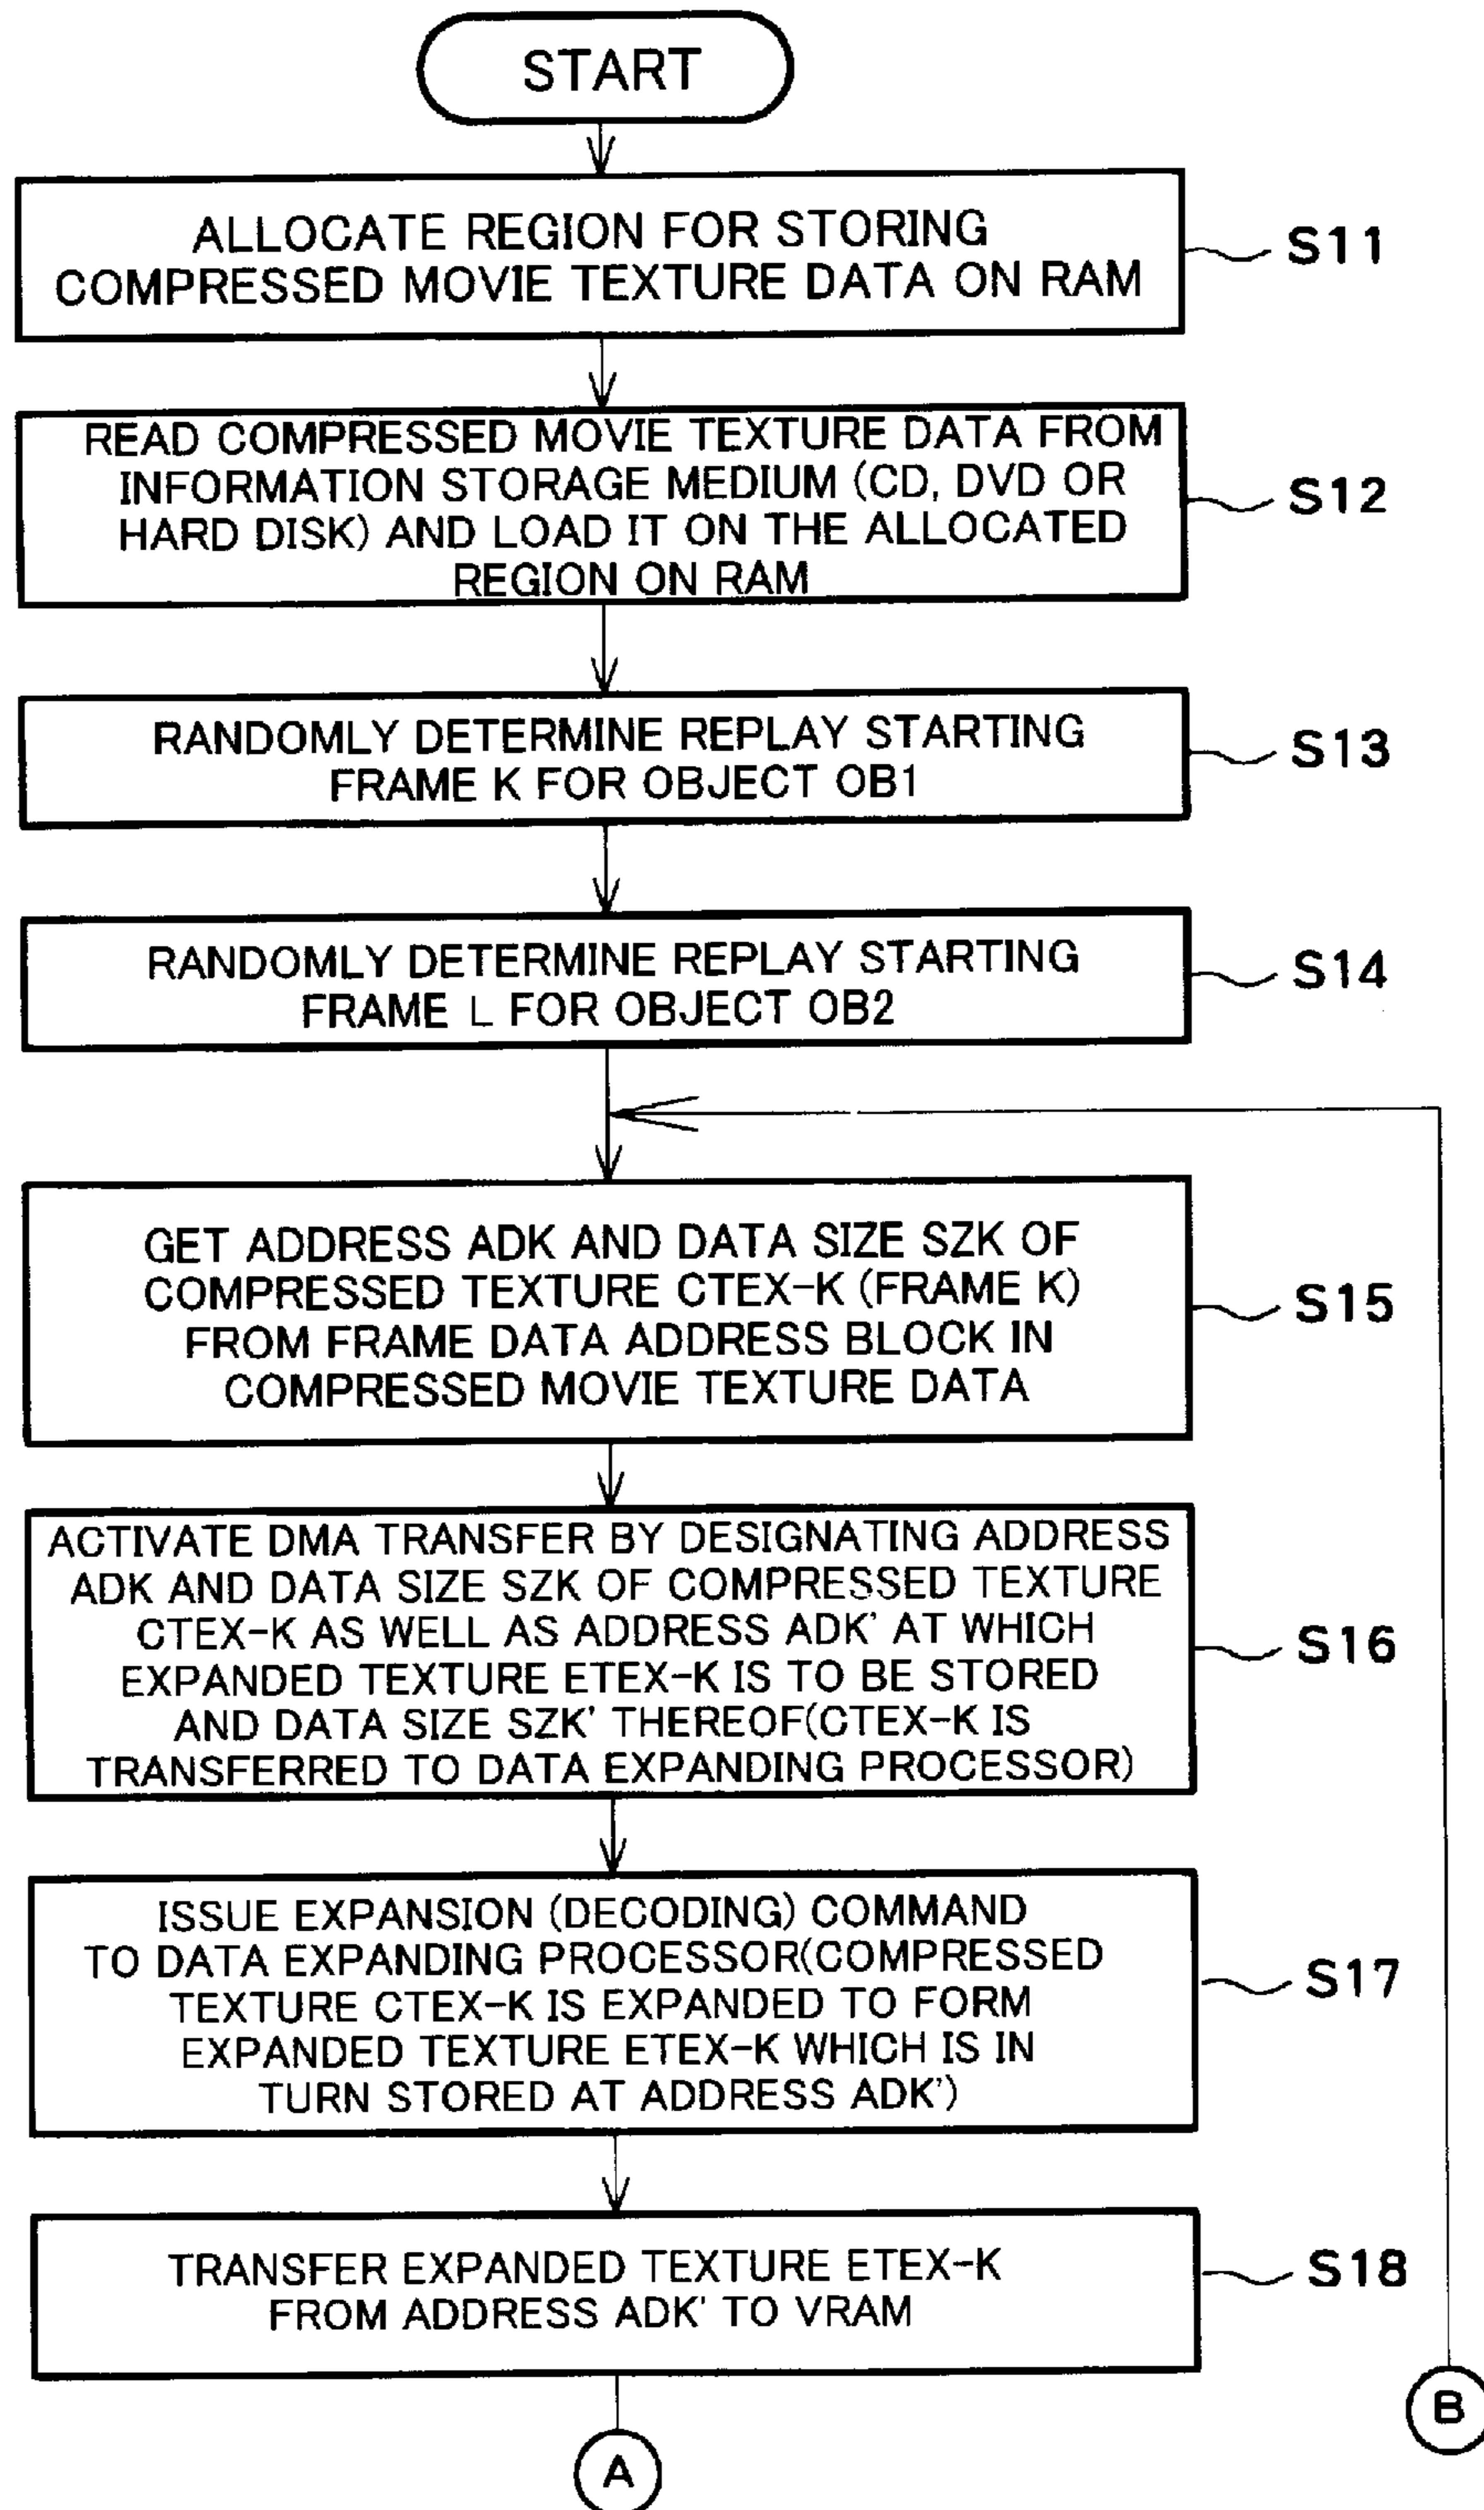 START
ALLOCATE REGION FOR STORING
COMPRESSED MOVIE TEXTURE DATA ON RAM
S11
READ COMPRESSED MOVIE TEXTURE DATA FROM
INFORMATION STORAGE MEDIUM (CD, DVD OR
HARD DISK) AND LOAD IT ON THE ALLOCATED
REGION ON RAM
S12
RANDOMLY DETERMINE REPLAY STARTING
FRAME K FOR OBJECT OB1
S13
RANDOMLY DETERMINE REPLAY STARTING
FRAME L FOR OBJECT OB2
S14
GET ADDRESS ADK AND DATA SIZE SZK OF
COMPRESSED TEXTURE CTEX-K (FRAME K)
FROM FRAME DATA ADDRESS BLOCK IN
COMPRESSED MOVIE TEXTURE DATA
S15
ACTIVATE DMA TRANSFER BY DESIGNATING ADDRESS
ADK AND DATA SIZE SZK OF COMPRESSED TEXTURE
CTEX-K AS WELL AS ADDRESS ADK' AT WHICH
EXPANDED TEXTURE ETEX-K IS TO BE STORED
AND DATA SIZE SZK' THEREOF(CTEX-K IS
TRANSFERRED TO DATA EXPANDING PROCESSOR)
S16
ISSUE EXPANSION (DECODING) COMMAND
TO DATA EXPANDING PROCESSOR(COMPRESSED
TEXTURE CTEX-K IS EXPANDED TO FORM
EXPANDED TEXTURE ETEX-K WHICH IS IN
TURN STORED AT ADDRESS ADK')
S17
TRANSFER EXPANDED TEXTURE ETEX-K
FROM ADDRESS ADK' TO VRAM
S18
B
A